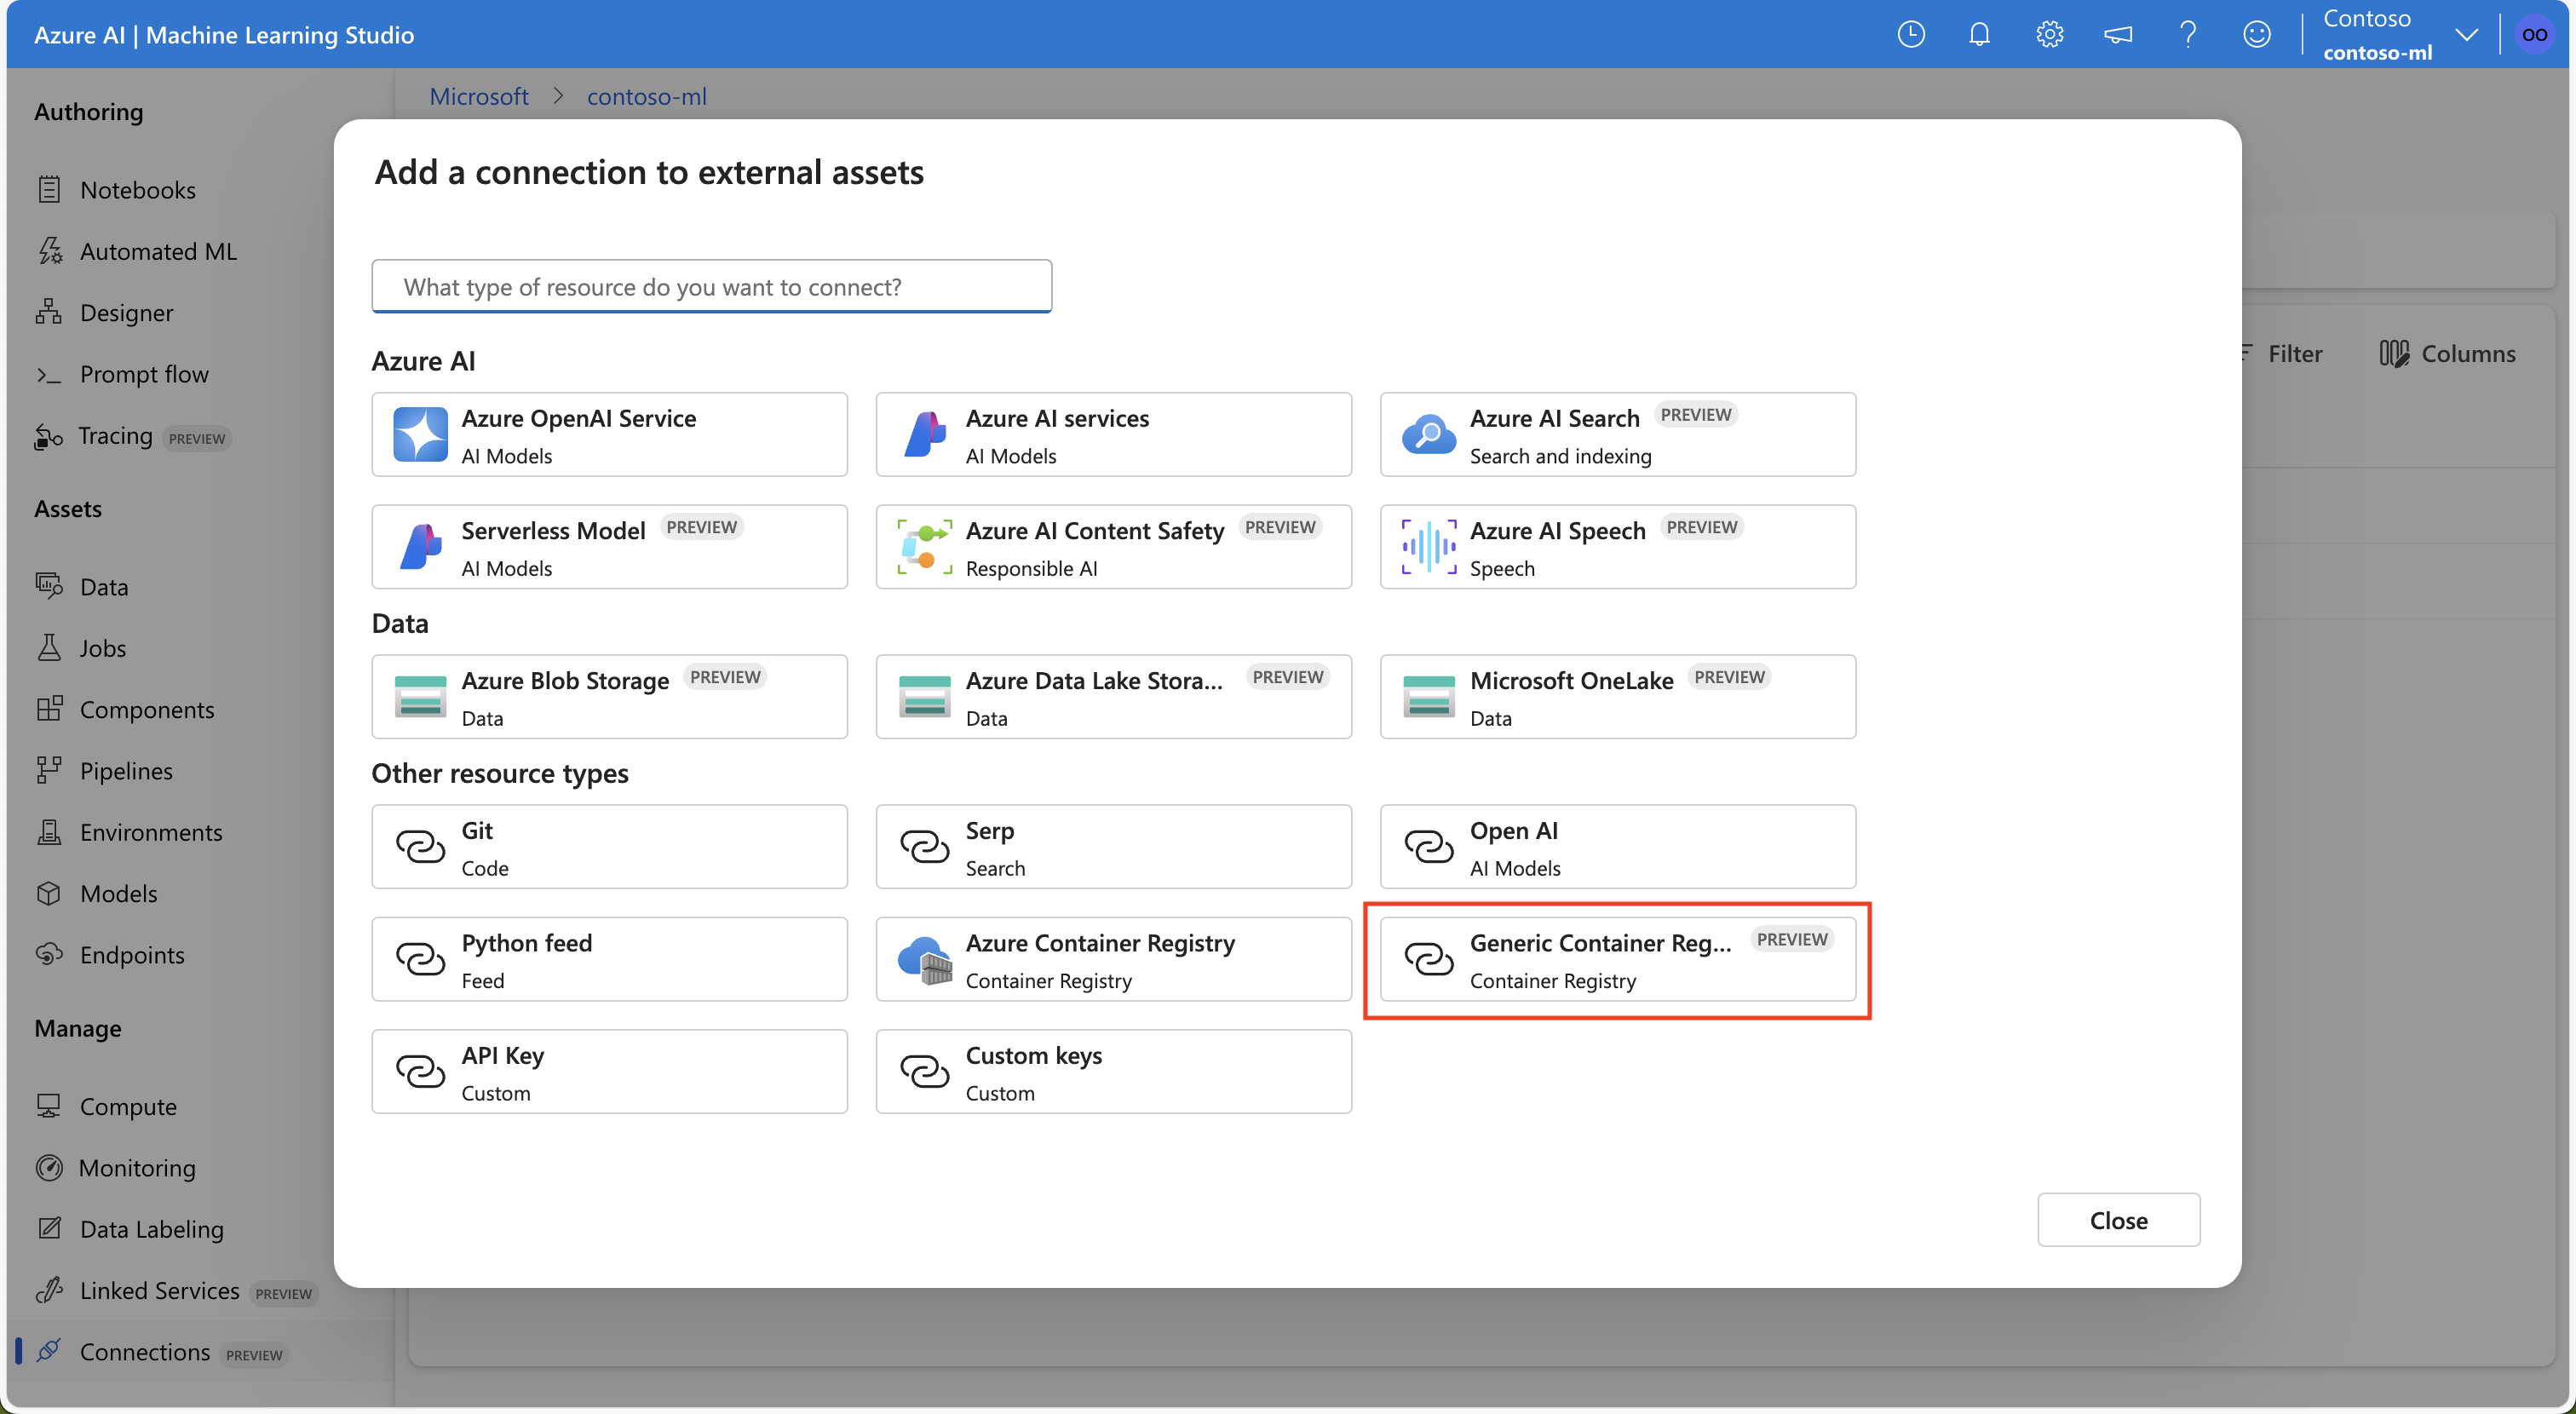 Azure AI | Machine Learning Studio
Contoso
contoso-ml
OO
Microsoft > contoso-ml
Authoring
Notebooks
Automated ML
Designer
Prompt flow
Tracing PREVIEW
Assets
Data
Jobs
Components
Pipelines
Environments
Models
Endpoints
Manage
Compute
Monitoring
Data Labeling
Linked Services PREVIEW
Connections PREVIEW
Filter
Columns
Add a connection to external assets
What type of resource do you want to connect?
Azure AI
Azure OpenAI Service
AI Models
Azure AI services
AI Models
Azure AI Search PREVIEW
Search and indexing
Serverless Model PREVIEW
AI Models
Azure AI Content Safety PREVIEW
Responsible AI
Azure AI Speech PREVIEW
Speech
Data
Azure Blob Storage PREVIEW
Data
Azure Data Lake Stora... PREVIEW
Data
Microsoft OneLake PREVIEW
Data
Other resource types
Git
Code
Serp
Search
Open AI
AI Models
Python feed
Feed
Azure Container Registry
Container Registry
Generic Container Reg... PREVIEW
Container Registry
API Key
Custom
Custom keys
Custom
Close